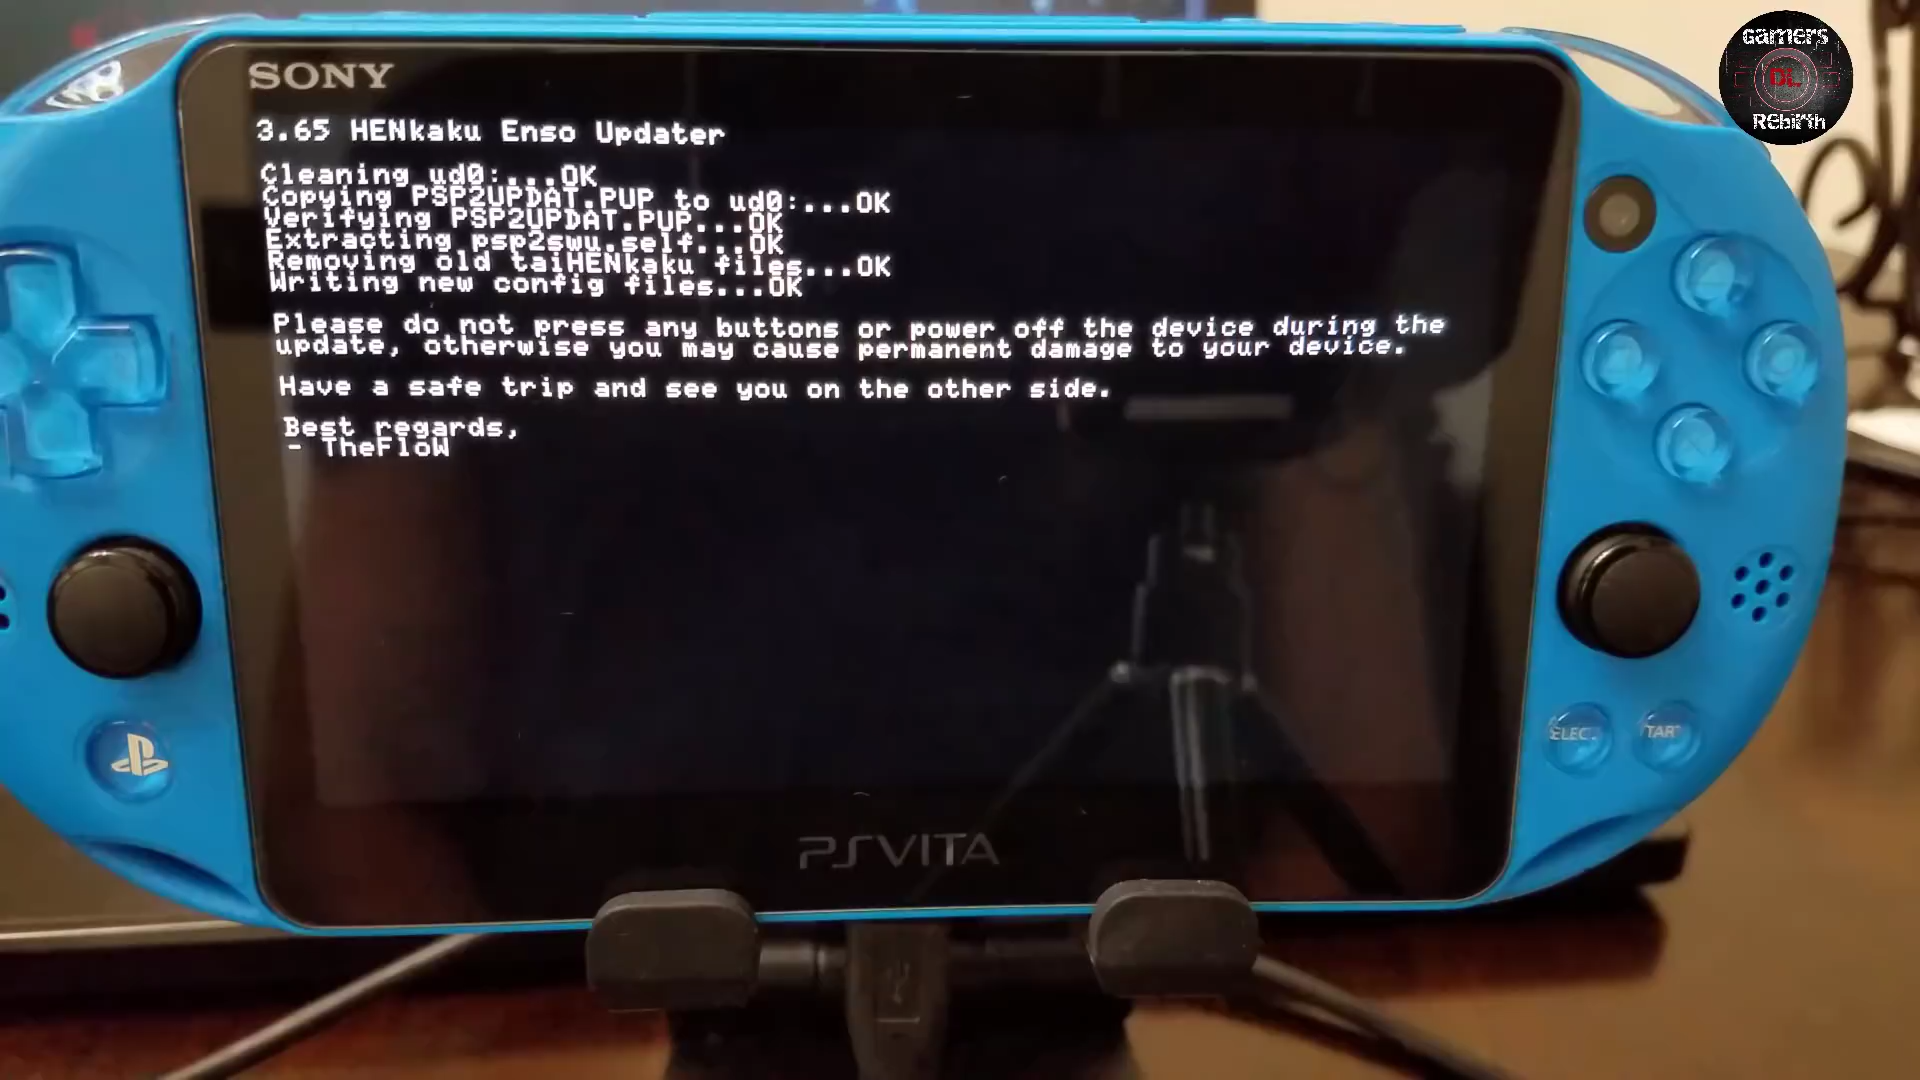 GamErs
DL
REbirth
SONY
3.65 HENkaku Enso Updater
Cleaning ud0:...OK
Copying PSP2UPDAT.PUP to ud0:...OK
Verifying PSP2UPDAT.PUP...OK
Extracting psp2swu.self...OK
Removing old taiHENkaku files...OK
Writing new config files...OK
Please do not press any buttons or power off the device during the
update, otherwise you may cause permanent damage to your device.
Have a safe trip and see you on the other side.
Best regards,
- TheFloW
PSVITA